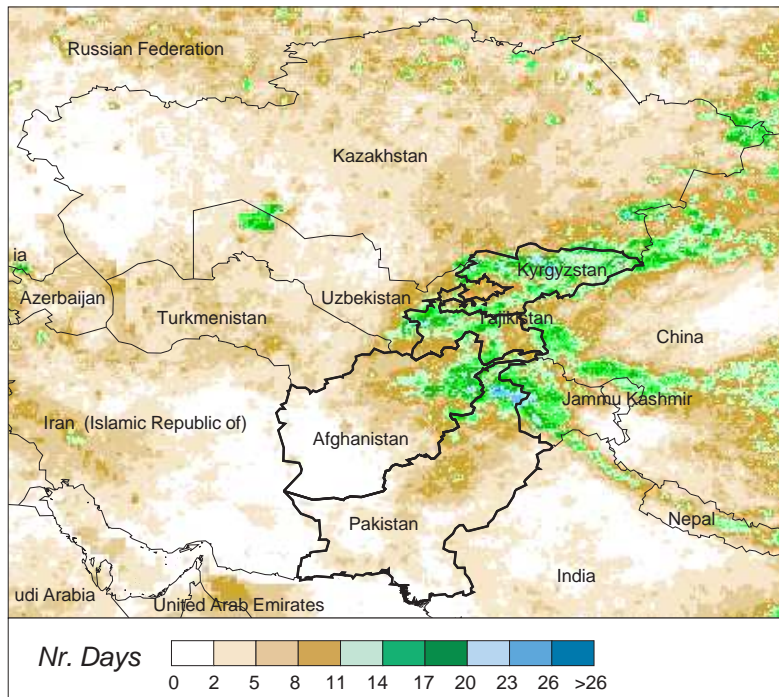 Russian Federation
Kazakhstan
ia
Kyrgyzstan
Azerbaijan
Uzbekistan
Turkmenistan
Tajikistan
China
Jammu Kashmir
Iran (Islamic Republic of)
Afghanistan
Pakistan
Nepal
India
udi Arabia
United Arab Emirates
Nr. Days
0 2 5 8 11 14 17 20 23 26 >26